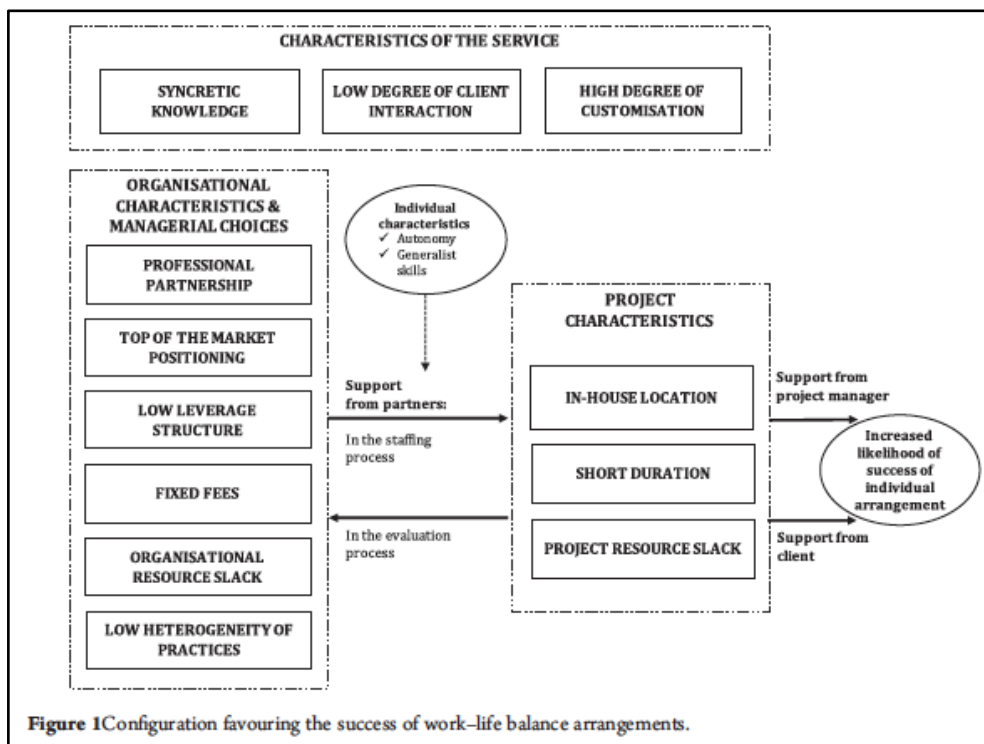 CHARACTERISTICS OF THE SERVICE
SYNCRETIC
KNOWLEDGE
LOW DEGREE OF CLIENT
INTERACTION
HIGH DEGREE OF
CUSTOMISATION
ORGANISATIONAL
CHARACTERISTICS &
MANAGERIAL CHOICES
PROFESSIONAL
PARTNERSHIP
TOP OF THE MARKET
POSITIONING
LOW LEVERAGE
STRUCTURE
FIXED FEES
ORGANISATIONAL
RESOURCE SLACK
LOW HETEROGENEITY OF
PRACTICES
Individual
characteristics
✓ Autonomy
✓ Generalist
skills
Support
from partners:
In the staffing
process
In the evaluation
process
PROJECT
CHARACTERISTICS
IN-HOUSE LOCATION
SHORT DURATION
PROJECT RESOURCE SLACK
Support from
project manager
Increased
likelihood of
success of
individual
arrangement
Support from
client
Figure 1Configuration favouring the success of work–life balance arrangements.